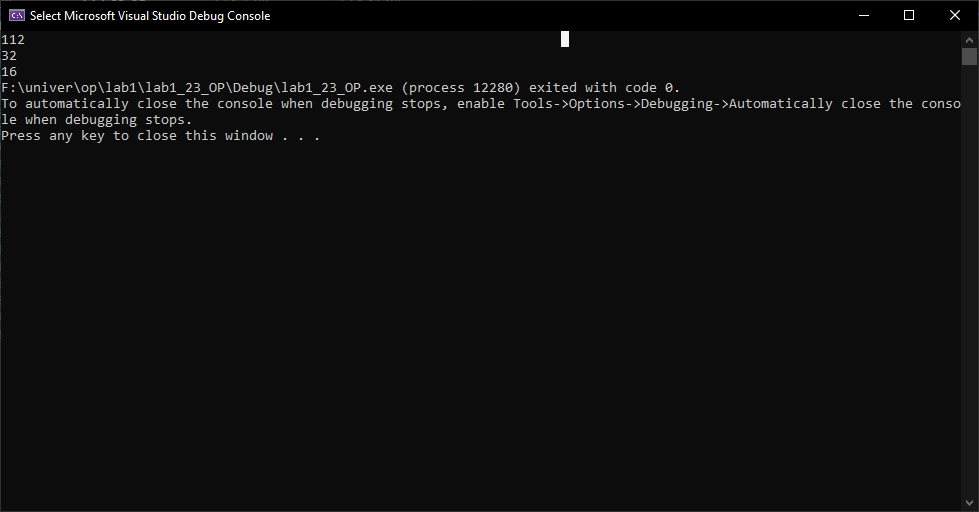 Select Microsoft Visual Studio Debug Console
112
32
16
F:\univer\op\lab1\lab1_23_OP\Debug\lab1_23_OP.exe (process 12280) exited with code 0.
To automatically close the console when debugging stops, enable Tools->Options->Debugging->Automatically close the conso
le when debugging stops.
Press any key to close this window . . .